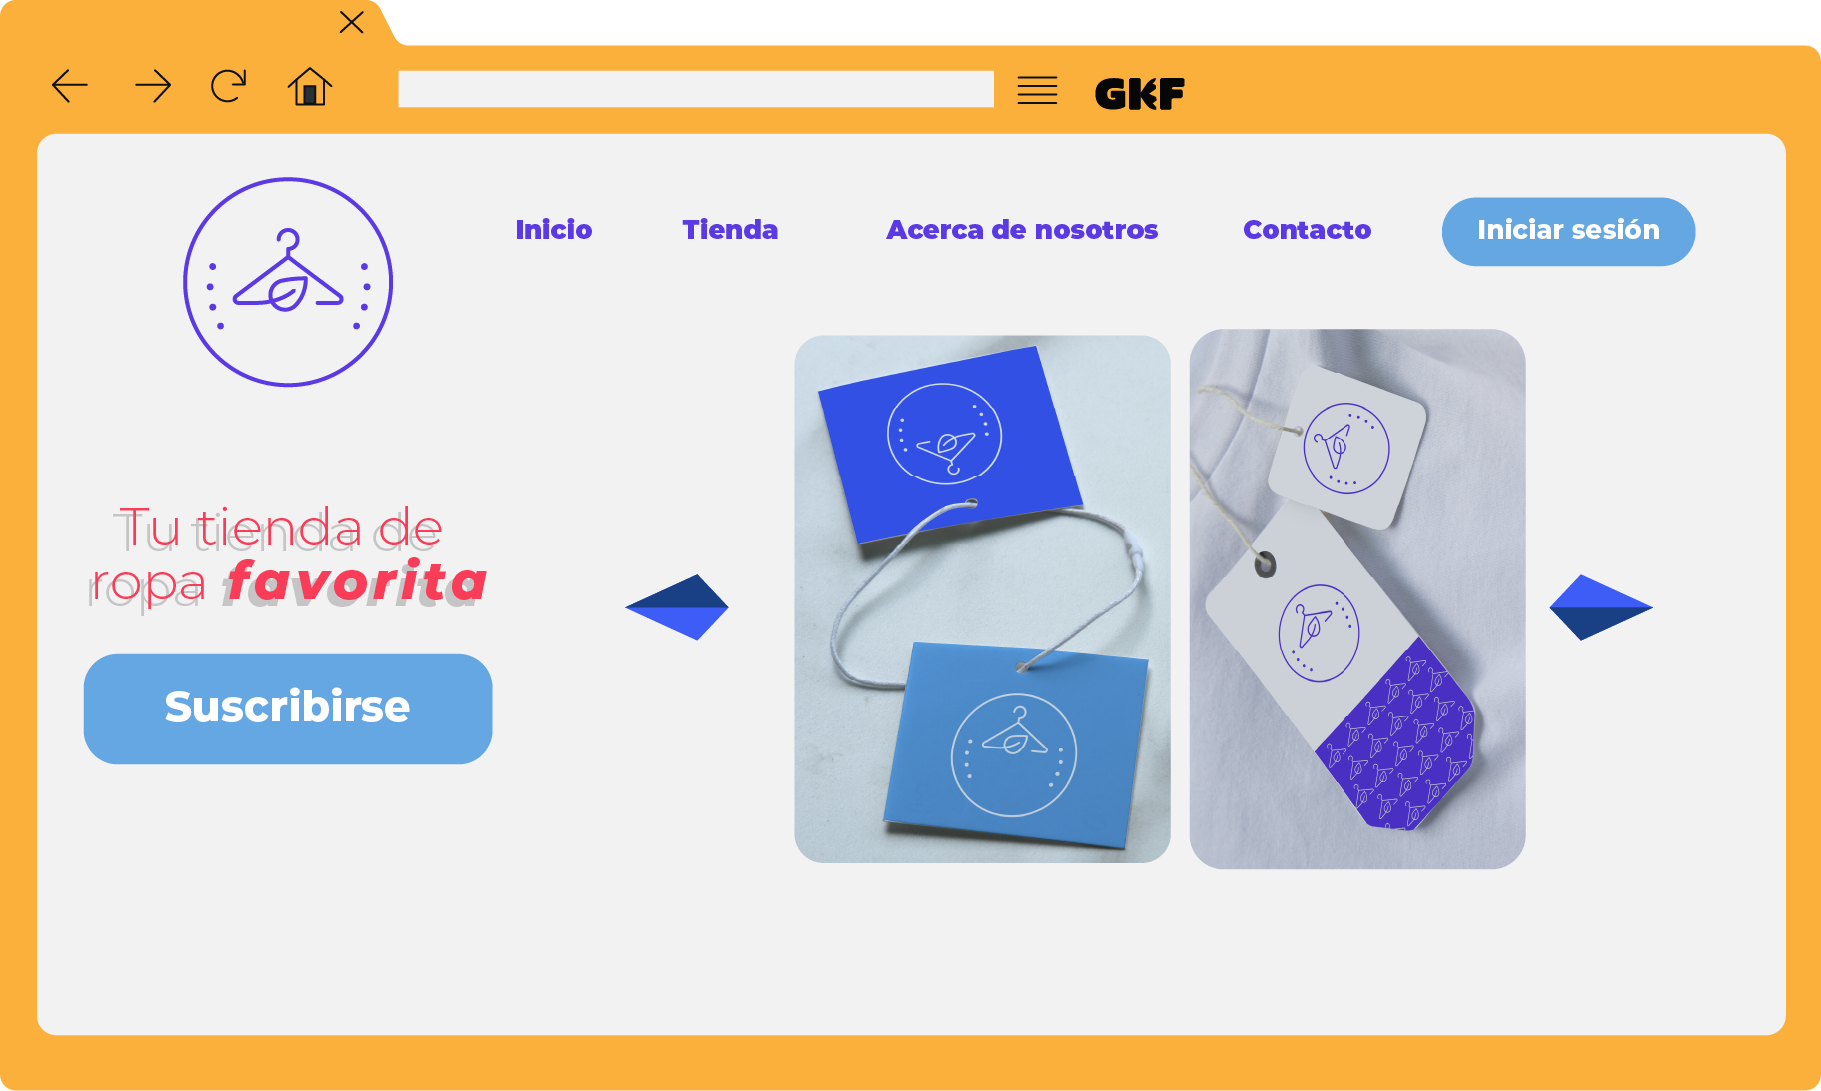 GKF
Inicio
Tienda
Acerca de nosotros
Contacto
Iniciar sesión
Tu tienda de
ropa favorita
Suscribirse